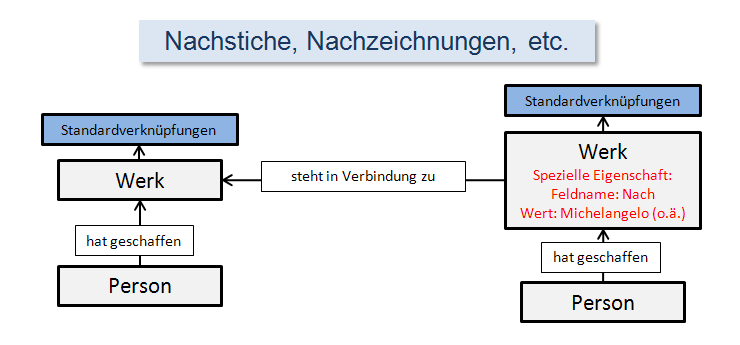 Nachstiche, Nachzeichnungen, etc.
Standardverknüpfungen
Werk
hat geschaffen
Person
steht in Verbindung zu
Standardverknüpfungen
Werk
Spezielle Eigenschaft:
Feldname: Nach
Wert: Michelangelo (o.ä.)
hat geschaffen
Person